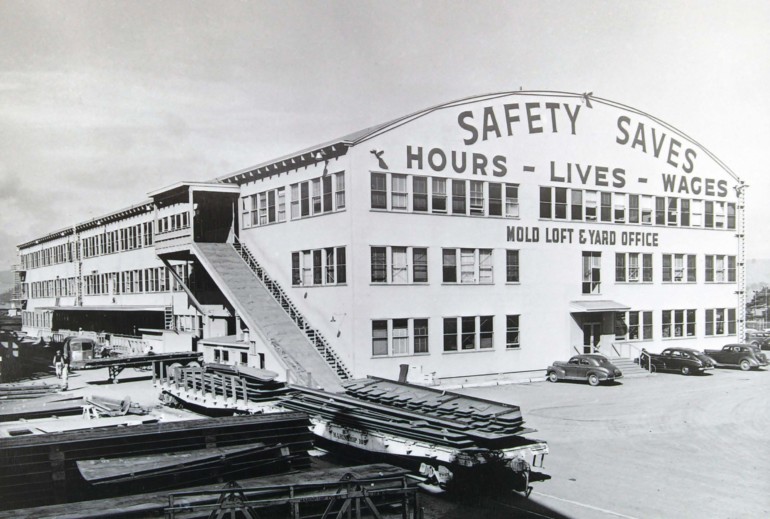 SAFETY SAVES
HOURS - LIVES - WAGES
MOLD LOFT & YARD OFFICE